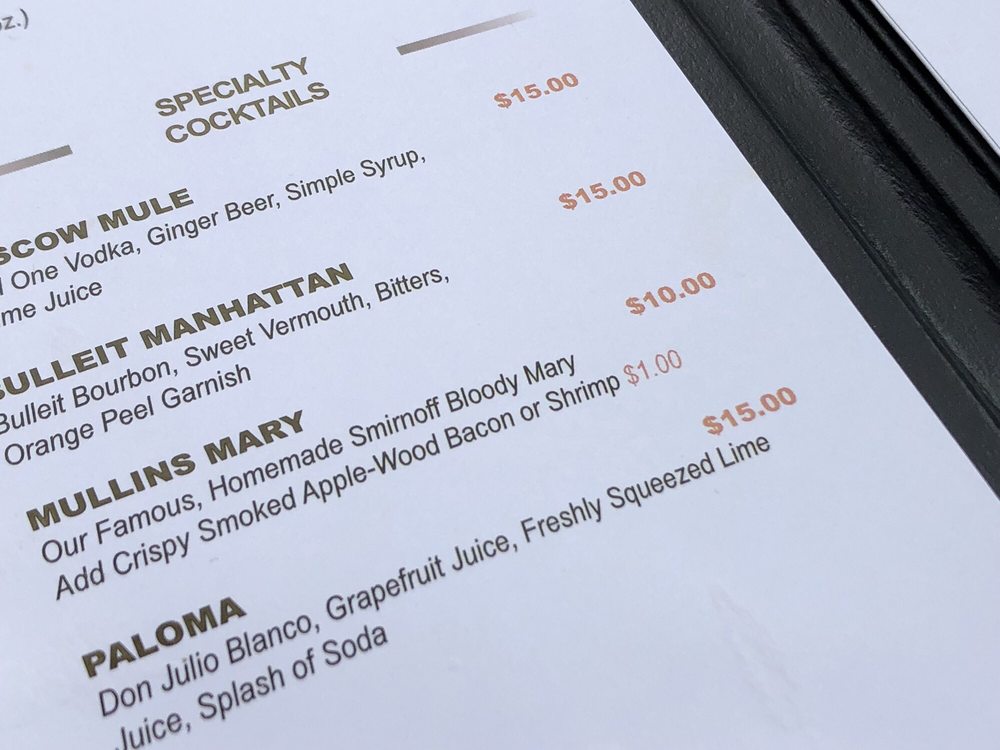 oz.)
SPECIALTY
COCKTAILS
SCOW MULE $15.00
One Vodka, Ginger Beer, Simple Syrup,
me Juice
BULLEIT MANHATTAN $15.00
Bulleit Bourbon, Sweet Vermouth, Bitters,
Orange Peel Garnish
MULLINS MARY $10.00
Our Famous, Homemade Smirnoff Bloody Mary
Add Crispy Smoked Apple-Wood Bacon or Shrimp $1.00
PALOMA $15.00
Don Julio Blanco, Grapefruit Juice, Freshly Squeezed Lime
Juice, Splash of Soda